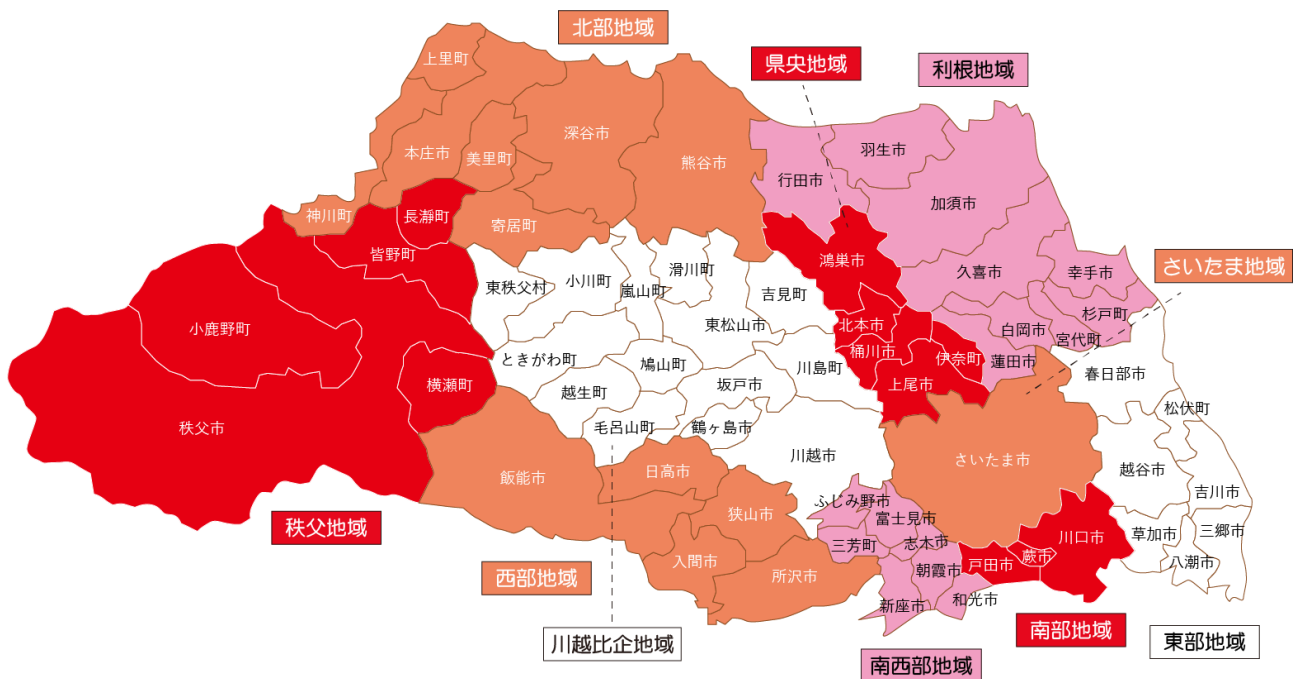 北部地域
県央地域
利根地域
上里町
深谷市
本庄市
美里町
熊谷市
羽生市
行田市
加須市
神川町
長瀞町
寄居町
皆野町
鴻巣市
久喜市
幸手市
さいたま地域
東秩父村
小川町
嵐山町
滑川町
吉見町
杉戸町
小鹿野町
東松山市
北本市
白岡市
宮代町
ときがわ町
鳩山町
川島町
桶川市
伊奈町
蓮田市
春日部市
横瀬町
越生町
坂戸市
上尾市
松伏町
秩父市
毛呂山町
鶴ヶ島市
川越市
さいたま市
越谷市
飯能市
日高市
吉川市
ふじみ野市
秩父地域
狭山市
富士見市
川口市
草加市
三郷市
三芳町
志木市
入間市
所沢市
朝霞市
戸田市
蕨市
八潮市
西部地域
新座市
和光市
川越比企地域
南部地域
東部地域
南西部地域